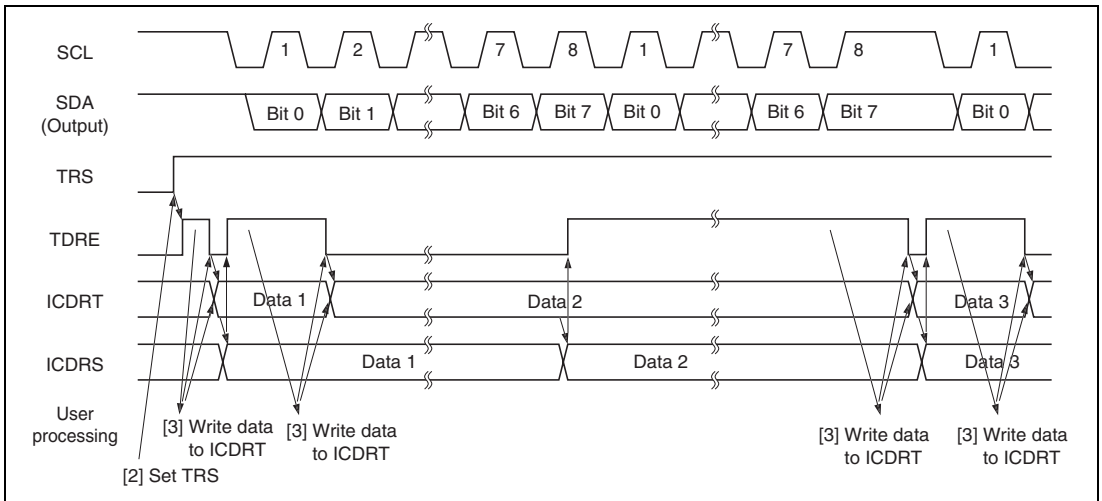 SCL 1 2 7 8 1 7 8 1
SDA
(Output) Bit 0 Bit 1 Bit 6 Bit 7 Bit 0 Bit 6 Bit 7 Bit 0
TRS
TDRE
ICDRT Data 1 Data 2 Data 3
ICDRS Data 1 Data 2 Data 3
User
processing
[3] Write data
to ICDRT
[3] Write data
to ICDRT
[3] Write data
to ICDRT
[3] Write data
to ICDRT
[2] Set TRS